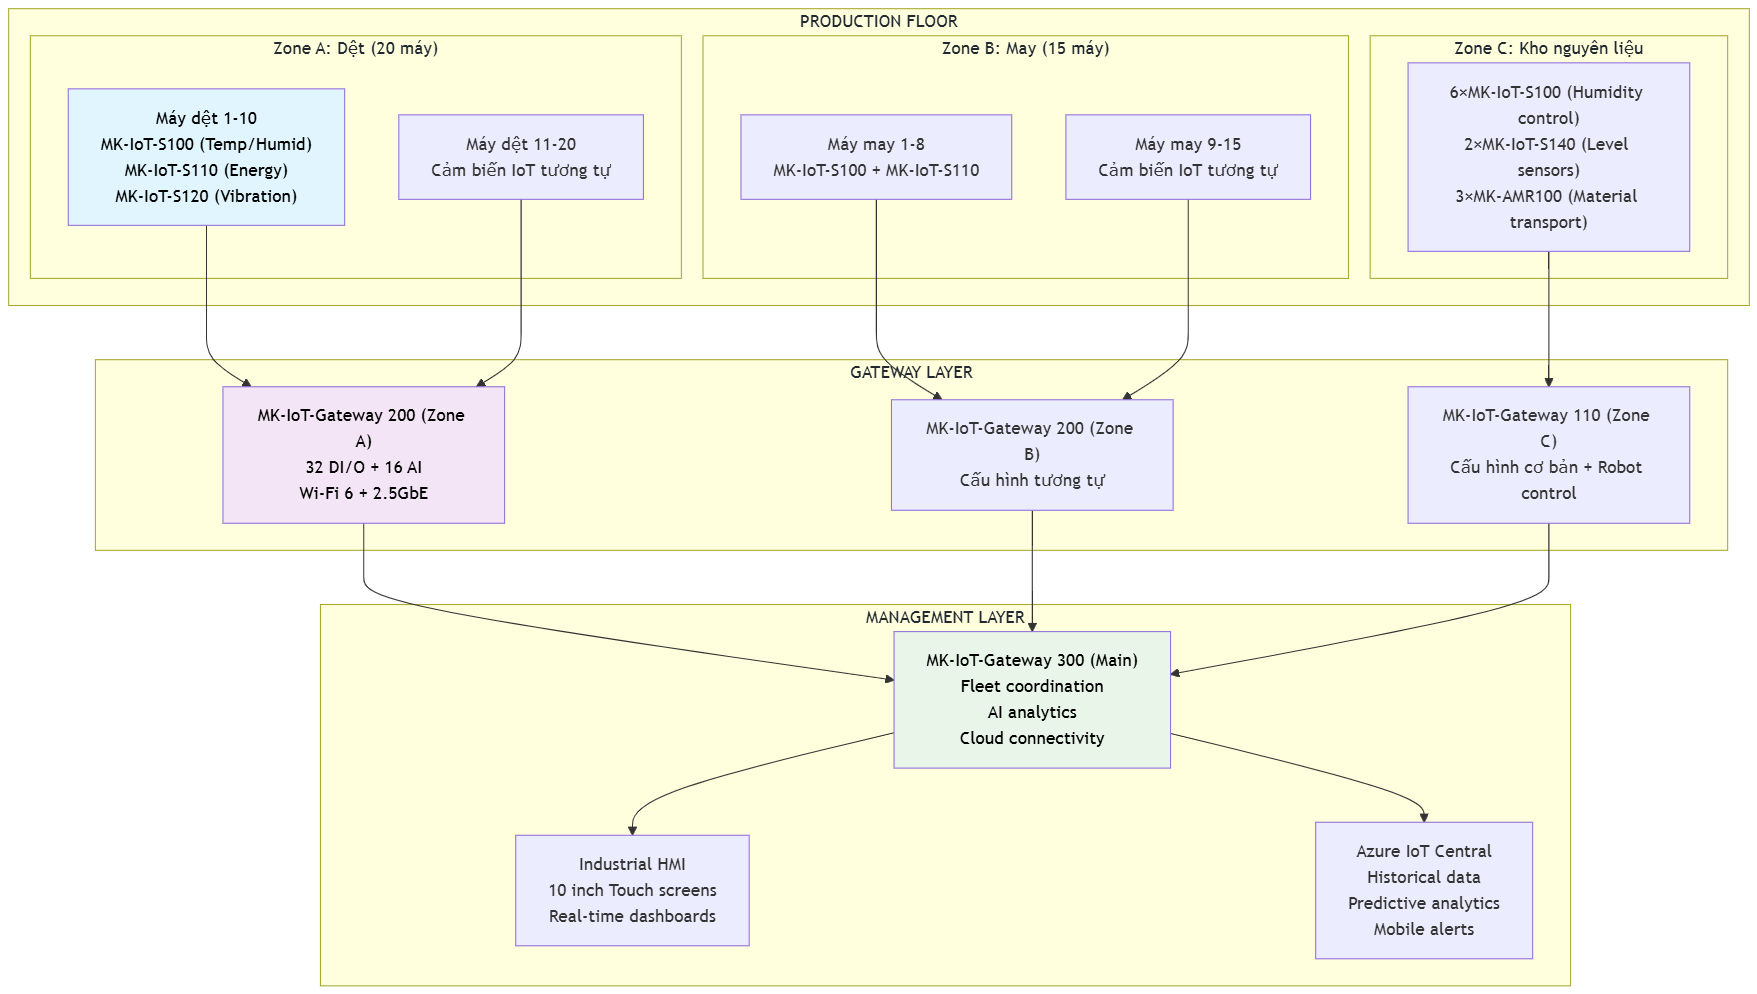 PRODUCTION FLOOR
Zone A: Dệt (20 máy)
Máy dệt 1-10
MK-IoT-S100 (Temp/Humid)
MK-IoT-S110 (Energy)
MK-IoT-S120 (Vibration)
Máy dệt 11-20
Cảm biến IoT tương tự
Zone B: May (15 máy)
Máy may 1-8
MK-IoT-S100 + MK-IoT-S110
Máy may 9-15
Cảm biến IoT tương tự
Zone C: Kho nguyên liệu
6×MK-IoT-S100 (Humidity
control)
2×MK-IoT-S140 (Level
sensors)
3×MK-AMR100 (Material
transport)
GATEWAY LAYER
MK-IoT-Gateway 200 (Zone
A)
32 DI/O + 16 AI
Wi-Fi 6 + 2.5GbE
MK-IoT-Gateway 200 (Zone
B)
Cấu hình tương tự
MK-IoT-Gateway 110 (Zone
C)
Cấu hình cơ bản + Robot
control
MANAGEMENT LAYER
MK-IoT-Gateway 300 (Main)
Fleet coordination
AI analytics
Cloud connectivity
Industrial HMI
10 inch Touch screens
Real-time dashboards
Azure IoT Central
Historical data
Predictive analytics
Mobile alerts